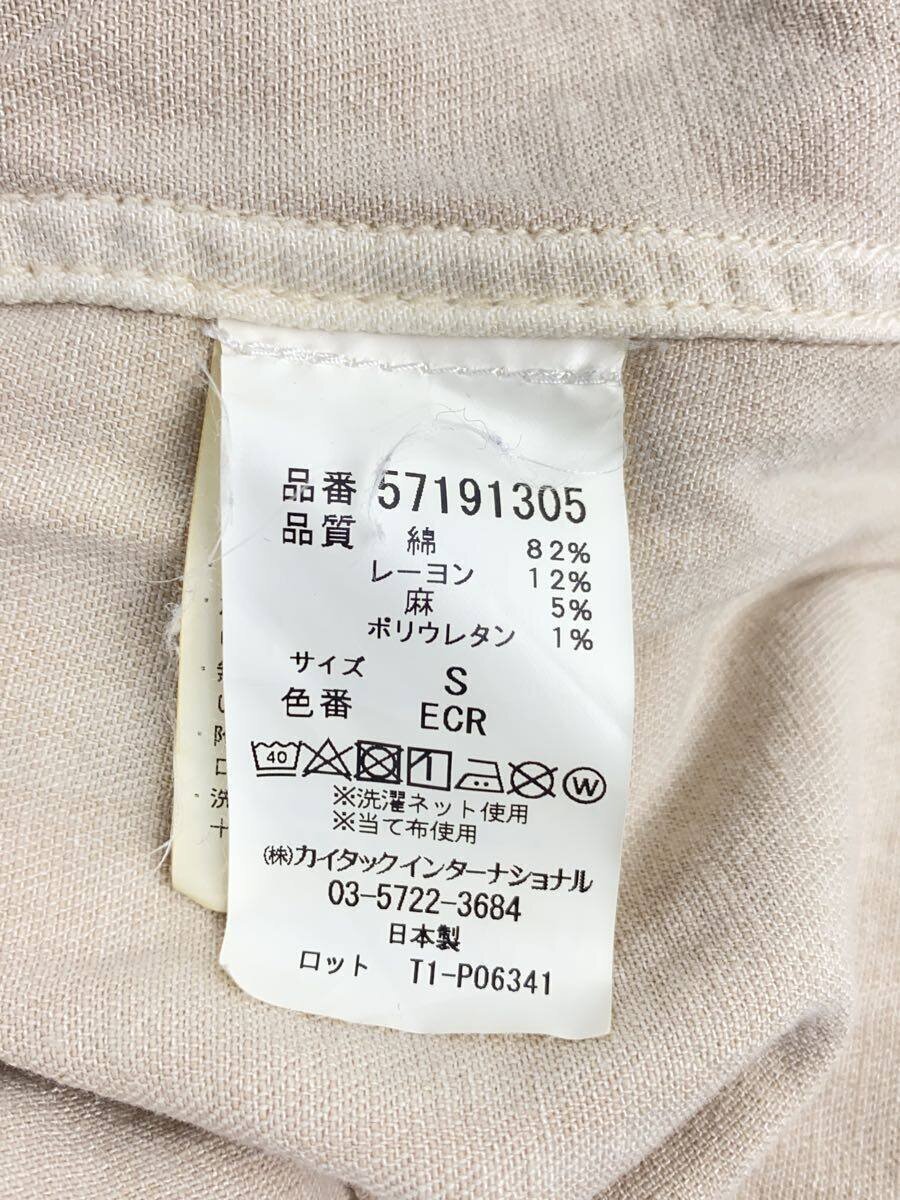 品番 57191305
品質 綿 82%
レーヨン 12%
麻 5%
ポリウレタン 1%
サイズ S
色番 ECR
40 1 W
※洗濯ネット使用
※当て布使用
(株)カイタックインターナショナル
03-5722-3684
日本製
ロット T1-P06341